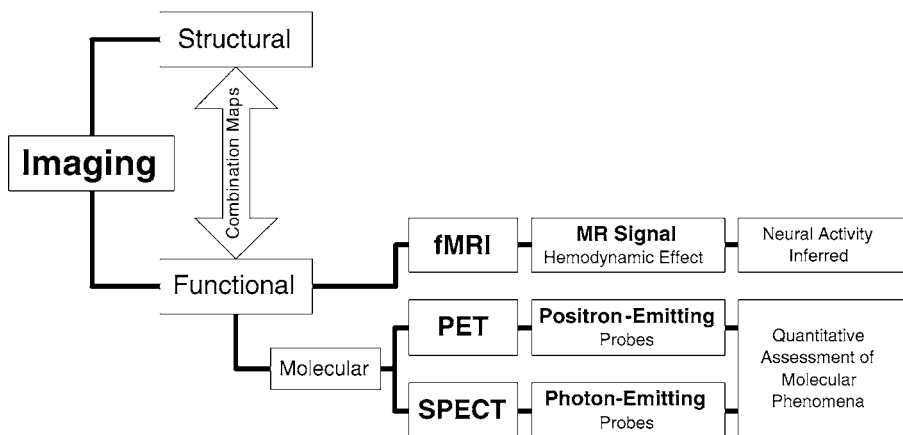 Structural
Combination Maps
Imaging
Functional
fMRI
MR Signal
Hemodynamic Effect
Neural Activity
Inferred
Molecular
PET
Positron-Emitting
Probes
SPECT
Photon-Emitting
Probes
Quantitative
Assessment of
Molecular
Phenomena